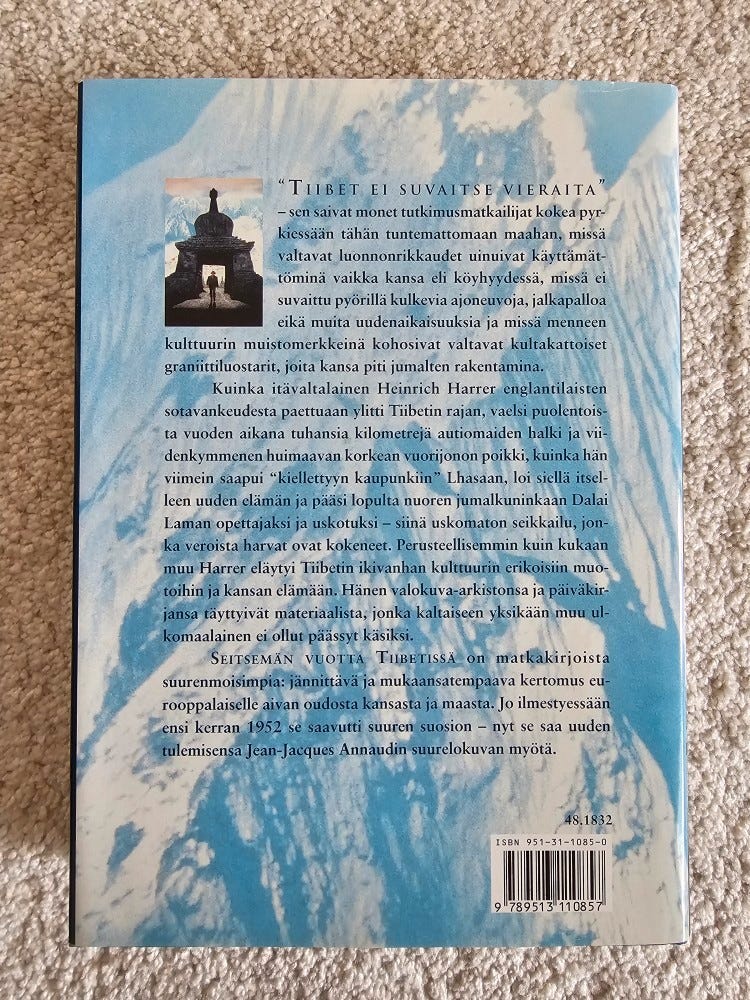 “TIIBET EI SUVAITSE VIERAITA”
– sen saivat monet tutkimusmatkailijat kokea pyr-
kiessään tähän tuntemattomaan maahan, missä
valtavat luonnonrikkaudet uinuivat käyttämät-
töminä vaikka kansa eli köyhyydessä, missä ei
suvaittu pyörillä kulkevia ajoneuvoja, jalkapalloa
eikä muita uudenaikaisuuksia ja missä menneen
kulttuurin muistomerkkeinä kohosivat valtavat kultakattoiset
graniittiluostarit, joita kansa piti jumalten rakentamina.
Kuinka itävaltalainen Heinrich Harrer englantilaisten
sotavankeudesta paettuaan ylitti Tiibetin rajan, vaelsi puolentois-
ta vuoden aikana tuhansia kilometrejä autiomaiden halki ja vii-
denkymmenen huimaavan korkean vuorijonon poikki, kuinka hän
viimein saapui “kiellettyyn kaupunkiin” Lhasaan, loi siellä itsel-
leen uuden elämän ja pääsi lopulta nuoren jumalkuninkaan Dalai
Laman opettajaksi ja uskotuksi – siinä uskomaton seikkailu, jon-
ka veroista harvat ovat kokeneet. Perusteellisemmin kuin kukaan
muu Harrer eläytyi Tiibetin ikivanhan kulttuurin erikoisiin muo-
toihin ja kansan elämään. Hänen valokuva-arkistonsa ja päiväkir-
jansa täyttyivät materiaalista, jonka kaltaiseen yksikään muu ul-
komaalainen ei ollut päässyt käsiksi.
SEITSEMÄN VUOTTA TIIBETISSÄ on matkakirjoista
suurenmoisimpia: jännittävä ja mukaansatempaava kertomus eu-
rooppalaiselle aivan oudosta kansasta ja maasta. Jo ilmestyessään
ensi kerran 1952 se saavutti suuren suosion – nyt se saa uuden
tulemisensa Jean-Jacques Annaudin suurelokuvan myötä.
48.1832
ISBN 951-31-1085-0
9 789513 110857